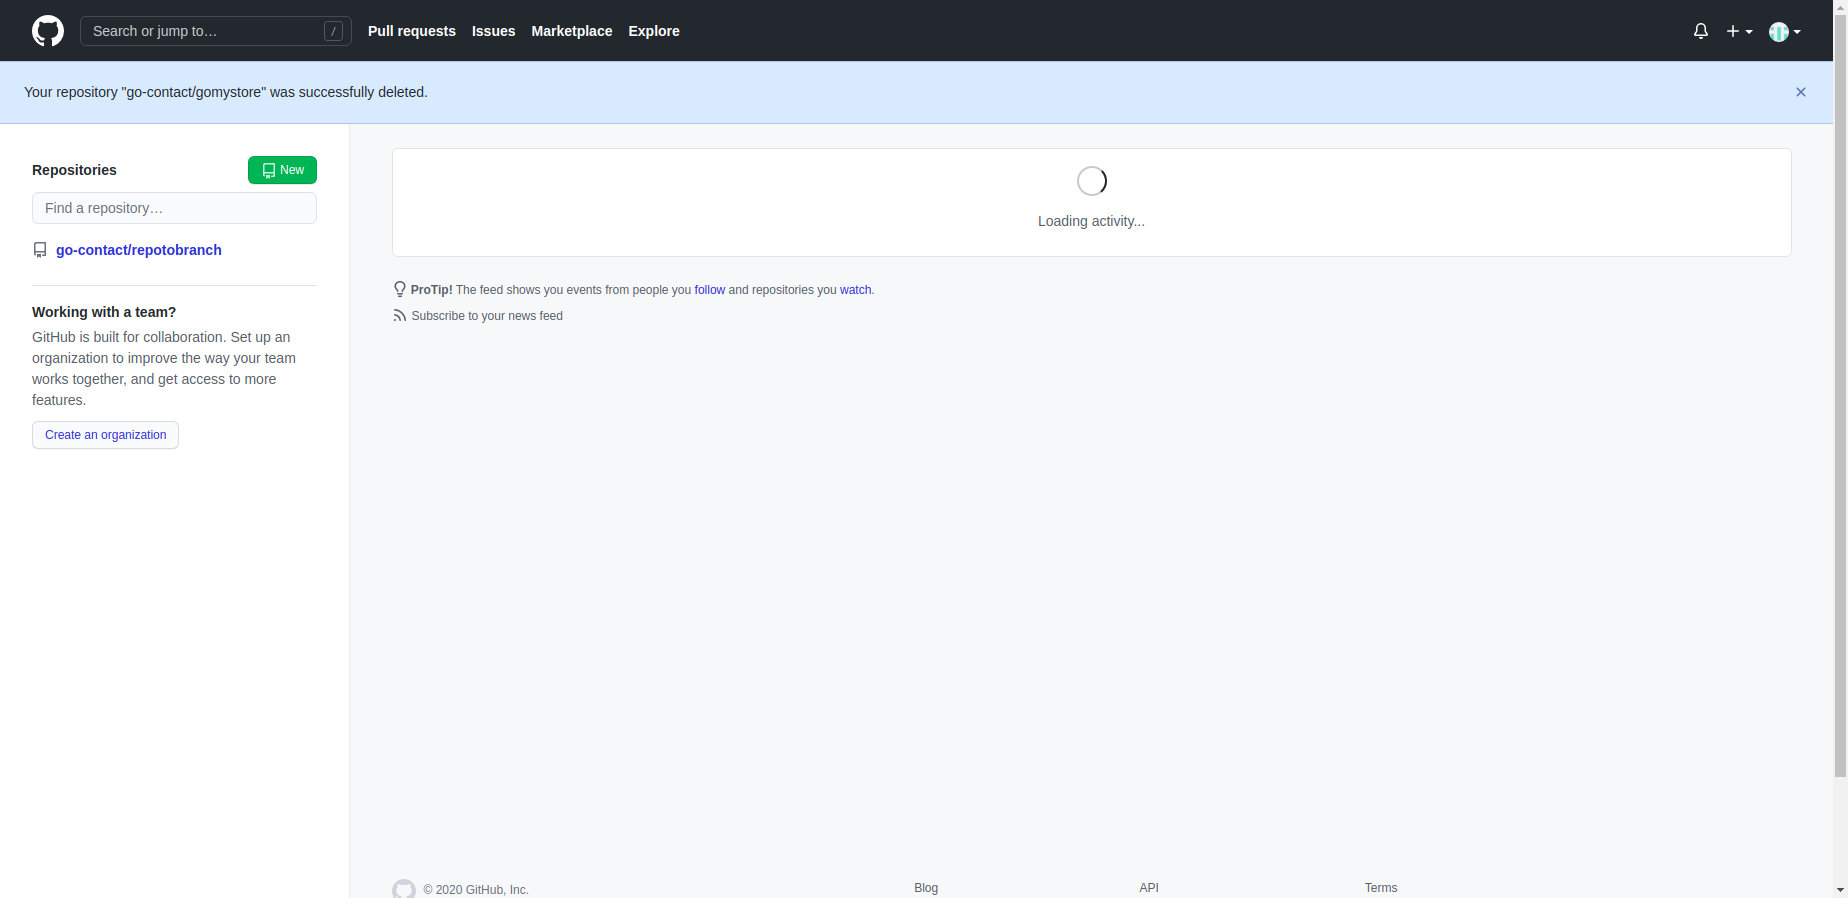 Search or jump to…
/
Pull requests
Issues
Marketplace
Explore
Your repository "go-contact/gomystore" was successfully deleted.
Repositories
New
Find a repository…
go-contact/repotobranch
Working with a team?
GitHub is built for collaboration. Set up an
organization to improve the way your team
works together, and get access to more
features.
Create an organization
Loading activity...
ProTip! The feed shows you events from people you follow and repositories you watch.
Subscribe to your news feed
© 2020 GitHub, Inc.
Blog
API
Terms